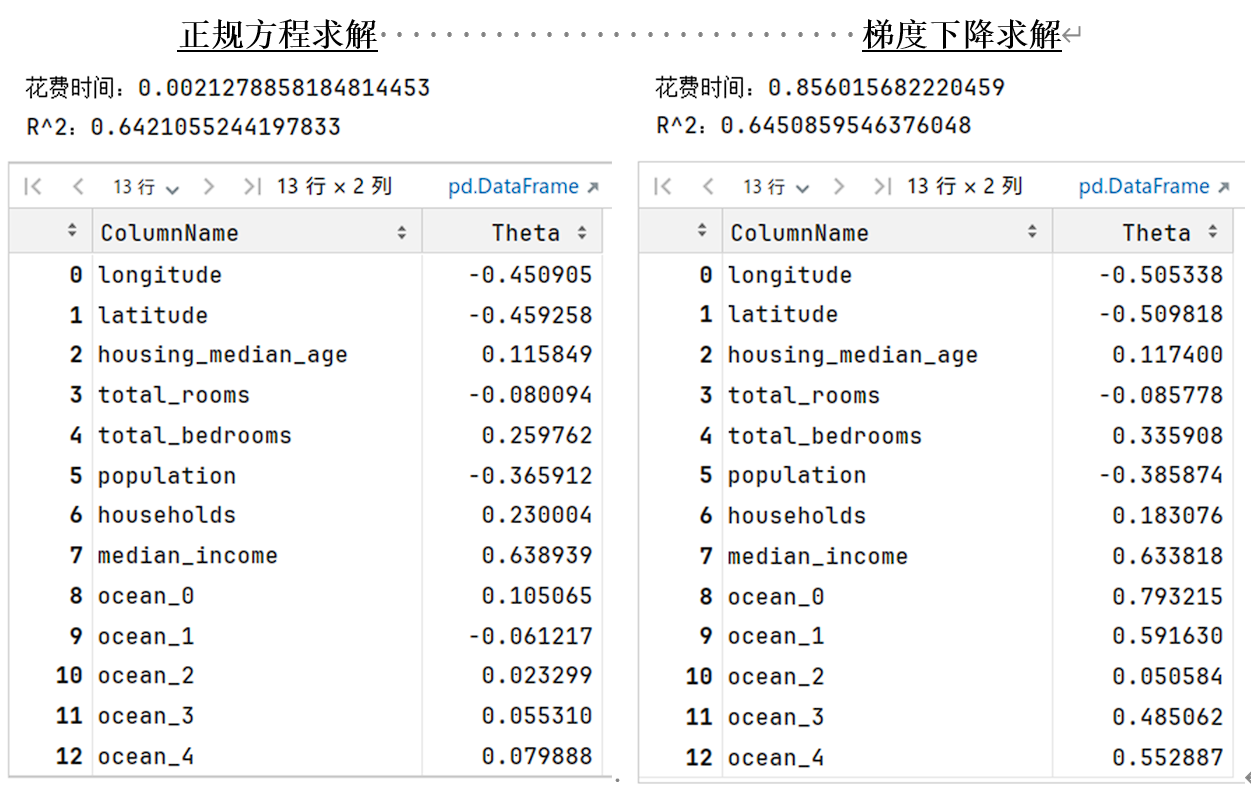 正规方程求解 梯度下降求解
花费时间：0.0021278858184814453
R^2：0.6421055244197833
13 行 13 行 × 2 列 pd.DataFrame
ColumnName Theta
0 longitude -0.450905
1 latitude -0.459258
2 housing_median_age 0.115849
3 total_rooms -0.080094
4 total_bedrooms 0.259762
5 population -0.365912
6 households 0.230004
7 median_income 0.638939
8 ocean_0 0.105065
9 ocean_1 -0.061217
10 ocean_2 0.023299
11 ocean_3 0.055310
12 ocean_4 0.079888
花费时间：0.856015682220459
R^2：0.6450859546376048
13 行 13 行 × 2 列 pd.DataFrame
ColumnName Theta
0 longitude -0.505338
1 latitude -0.509818
2 housing_median_age 0.117400
3 total_rooms -0.085778
4 total_bedrooms 0.335908
5 population -0.385874
6 households 0.183076
7 median_income 0.633818
8 ocean_0 0.793215
9 ocean_1 0.591630
10 ocean_2 0.050584
11 ocean_3 0.485062
12 ocean_4 0.552887